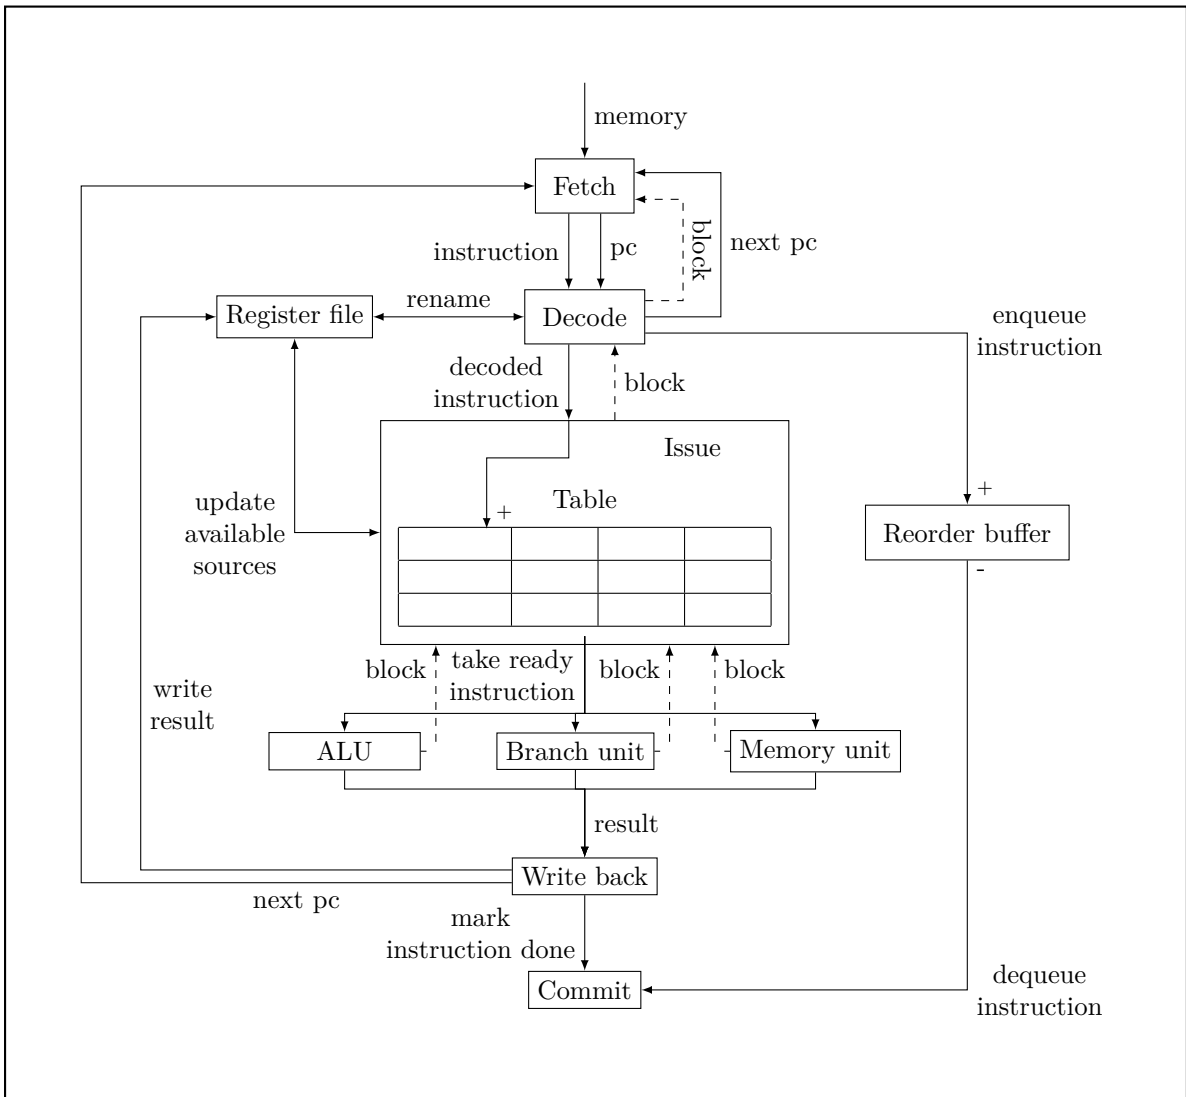 memory
Fetch
instruction
pc
block
next pc
Register file
rename
Decode
enqueue
instruction
decoded
instruction
block
Issue
update
available
sources
Table
+
+
Reorder buffer
-
block
take ready
instruction
block
block
write
result
ALU
Branch unit
Memory unit
result
Write back
next pc
mark
instruction done
Commit
dequeue
instruction